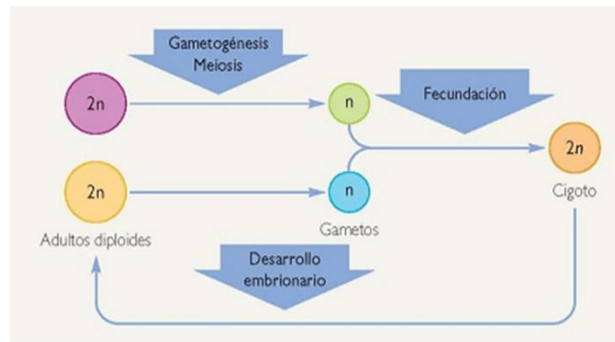 Gametogénesis
Meiosis
2n
n
Fecundación
2n
2n
n
Cigoto
Adultos diploides
Gametos
Desarrollo
embrionario